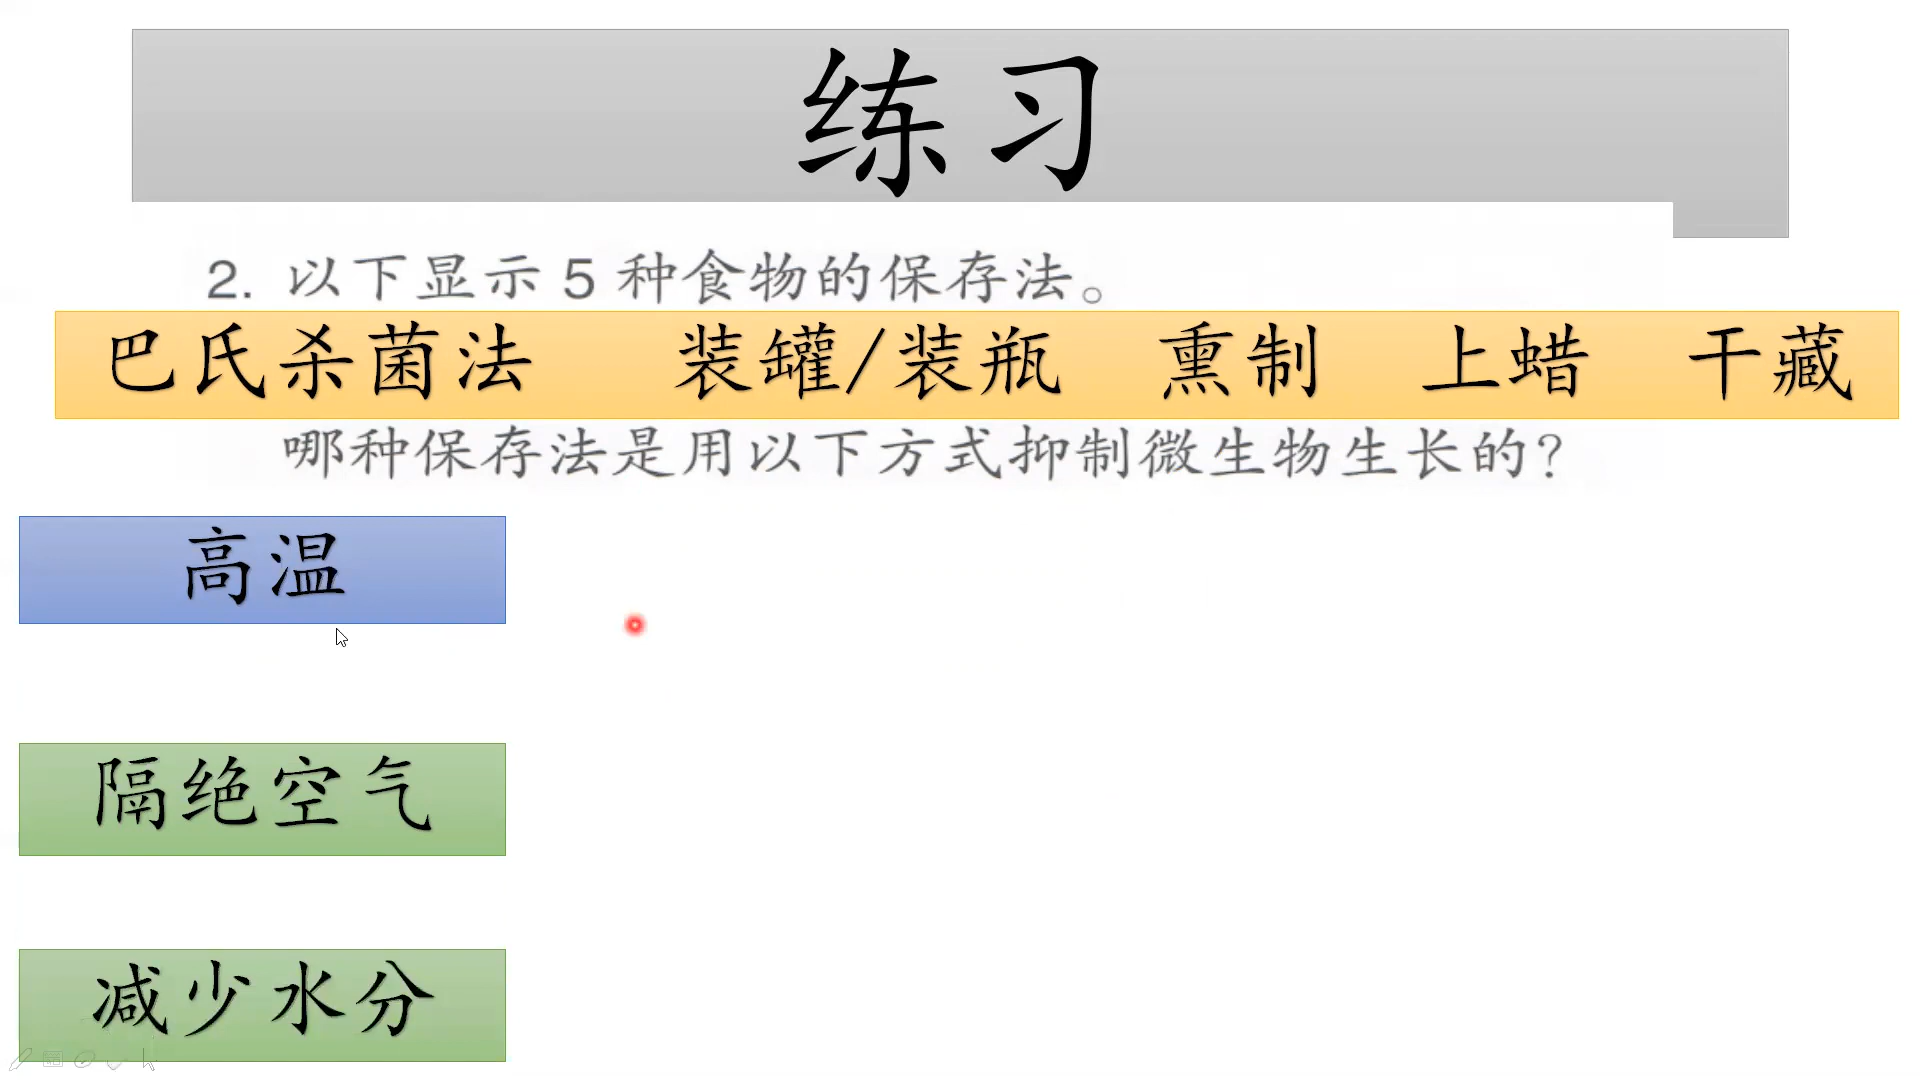 练习
2. 以下显示 5 种食物的保存法。
巴氏杀菌法 装罐/装瓶 熏制 上蜡 干藏
哪种保存法是用以下方式抑制微生物生长的?
高温
隔绝空气
减少水分